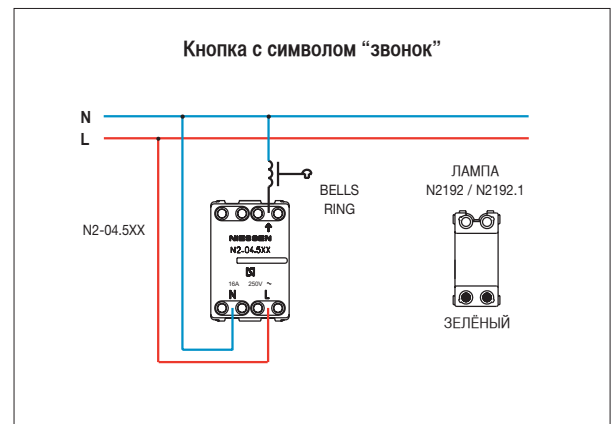 Кнопка с символом “звонок”
N
L
BELLS
RING
ЛАМПА
N2192 / N2192.1
N2-04.5XX
NIESSEN
N2-04.5XX
16A 250V ~
N L
ЗЕЛЁНЫЙ